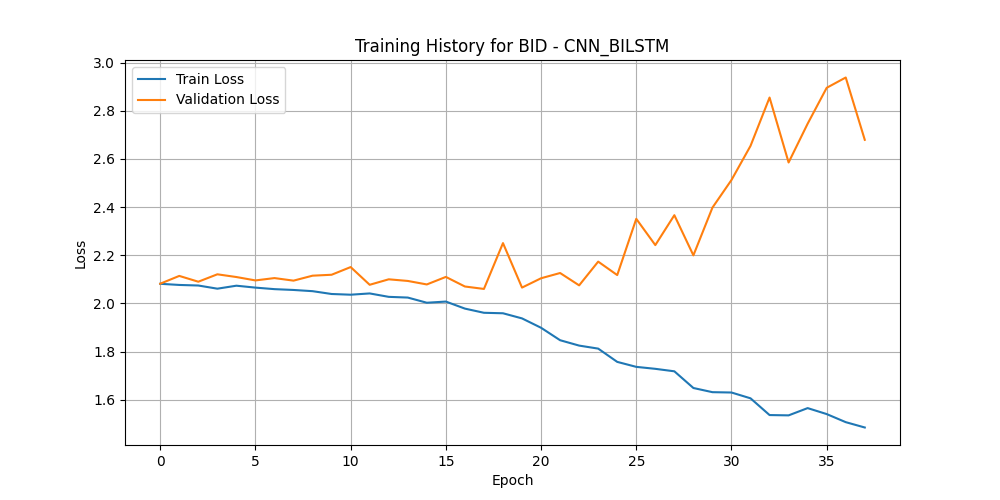 Training History for BID - CNN_BILSTM
Train Loss
Validation Loss
Loss
3.0
2.8
2.6
2.4
2.2
2.0
1.8
1.6
0 5 10 15 20 25 30 35
Epoch